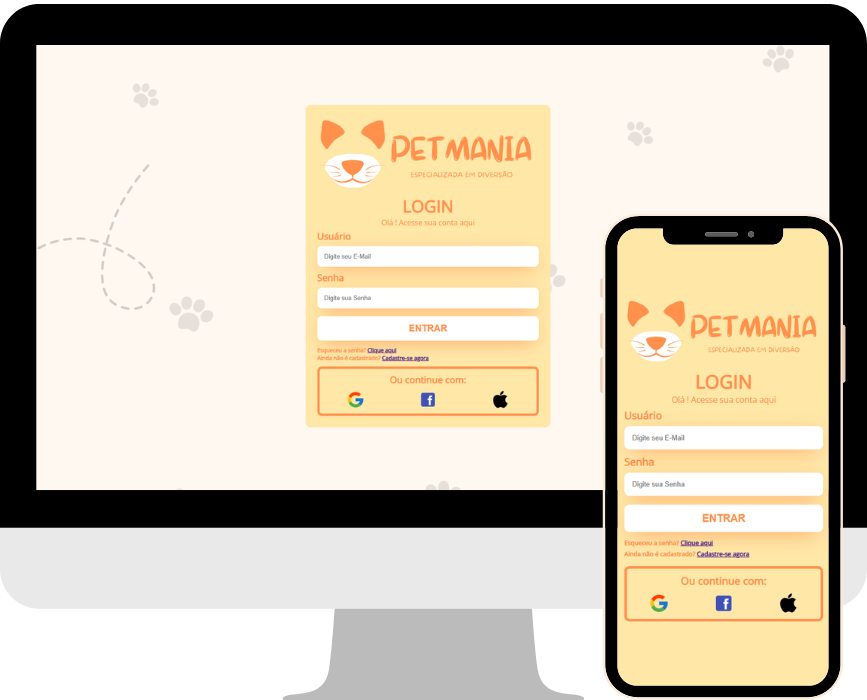 PETMANIA
ESPECIALIZADA EM DIVERSÃO
LOGIN
Olá ! Acesse sua conta aqui
Usuário
Digite seu E-Mail
Senha
Digite sua Senha
ENTRAR
Esqueceu a senha? Clique aqui
Ainda não é cadastrado? Cadastre-se agora
Ou continue com:
PETMANIA
ESPECIALIZADA EM DIVERSÃO
LOGIN
Olá ! Acesse sua conta aqui
Usuário
Digite seu E-Mail
Senha
Digite sua Senha
ENTRAR
Esqueceu a senha? Clique aqui
Ainda não é cadastrado? Cadastre-se agora
Ou continue com: